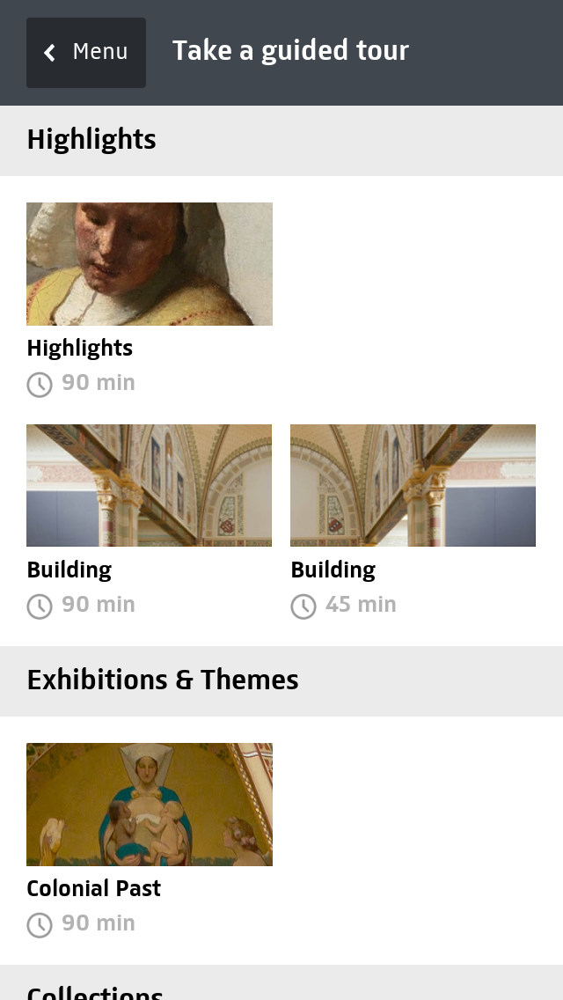 Menu
Take a guided tour
Highlights
Highlights
90 min
Building
90 min
Building
45 min
Exhibitions & Themes
Colonial Past
90 min
Collections